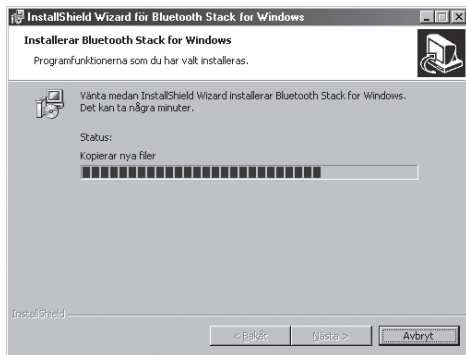 InstallShield Wizard för Bluetooth Stack for Windows
Installerar Bluetooth Stack for Windows
Programfunktionerna som du har valt installeras.
Vänta medan InstallShield Wizard installerar Bluetooth Stack for Windows.
Det kan ta några minuter.
Status:
Kopierar nya filer
InstallShield
< Bakåt
Nästa >
Avbryt